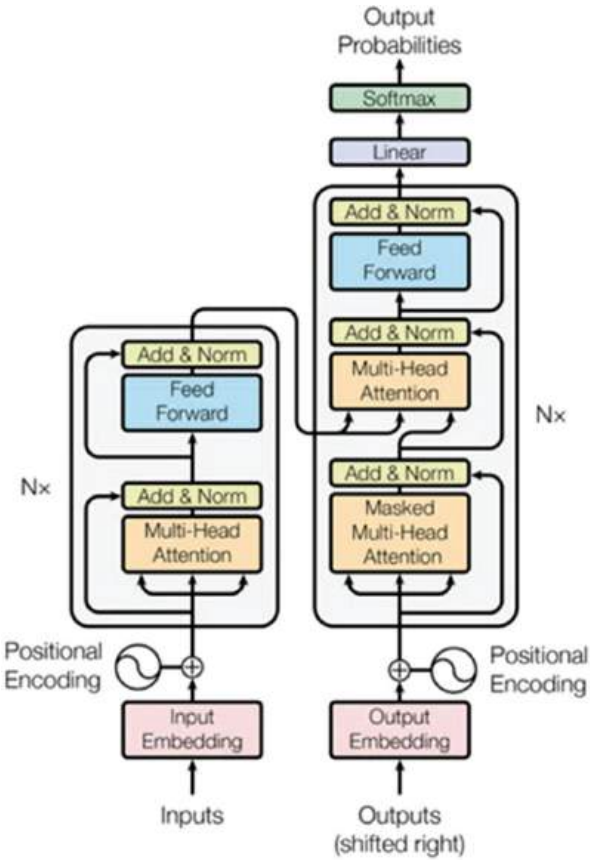 Output
Probabilities
Softmax
Linear
Add & Norm
Feed
Forward
Add & Norm
Multi-Head
Attention
Add & Norm
Masked
Multi-Head
Attention
Nx
Positional
Encoding
Output
Embedding
Outputs
(shifted right)
Add & Norm
Feed
Forward
Add & Norm
Multi-Head
Attention
Nx
Positional
Encoding
Input
Embedding
Inputs